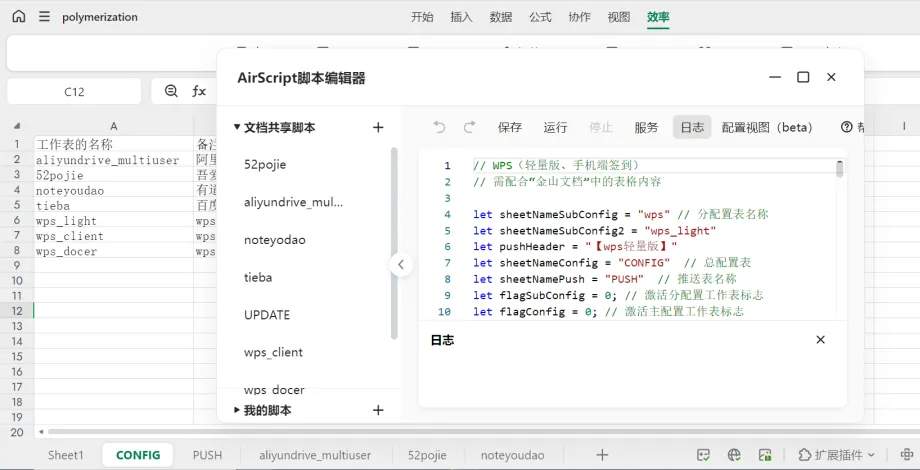 polymerization
开始 插入 数据 公式 协作 视图 效率
C12
fx
AirScript脚本编辑器
文档共享脚本
52pojie
aliyundrive_mul...
noteyodao
tieba
UPDATE
wps_client
wps_docer
我的脚本
保存 运行 停止 服务 日志 配置视图（beta）
1 // WPS（轻量版、手机端签到）
2 // 需配合“金山文档”中的表格内容
3
4 let sheetNameSubConfig = "wps" // 分配置表名称
5 let sheetNameSubConfig2 = "wps_light"
6 let pushHeader = "【wps轻量版】"
7 let sheetNameConfig = "CONFIG" // 总配置表
8 let sheetNamePush = "PUSH" // 推送表名称
9 let flagSubConfig = 0; // 激活分配置工作表标志
10 let flagConfig = 0; // 激活主配置工作表标志
日志
A I
1 工作表的名称 备注
2 aliyundrive_multiuser 阿里
3 52pojie 吾爱
4 noteyoudao 有道
5 tieba 百度
6 wps_light wps
7 wps_client wps
8 wps_docer wps
9
10
11
12
13
14
15
16
17
18
19
20
Sheet1 CONFIG PUSH aliyundrive_multiuser 52pojie noteyoudao
扩展插件